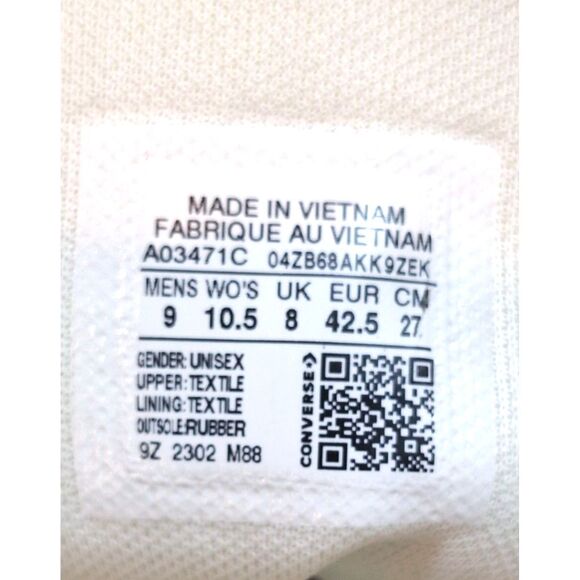 MADE IN VIETNAM
FABRIQUE AU VIETNAM
A03471C 04ZB68AKK9ZEK
MENS WO'S UK EUR CM
9 10.5 8 42.5 27
GENDER: UNISEX
UPPER: TEXTILE
LINING: TEXTILE
OUTSOLE: RUBBER
9Z 2302 M88
CONVERSE